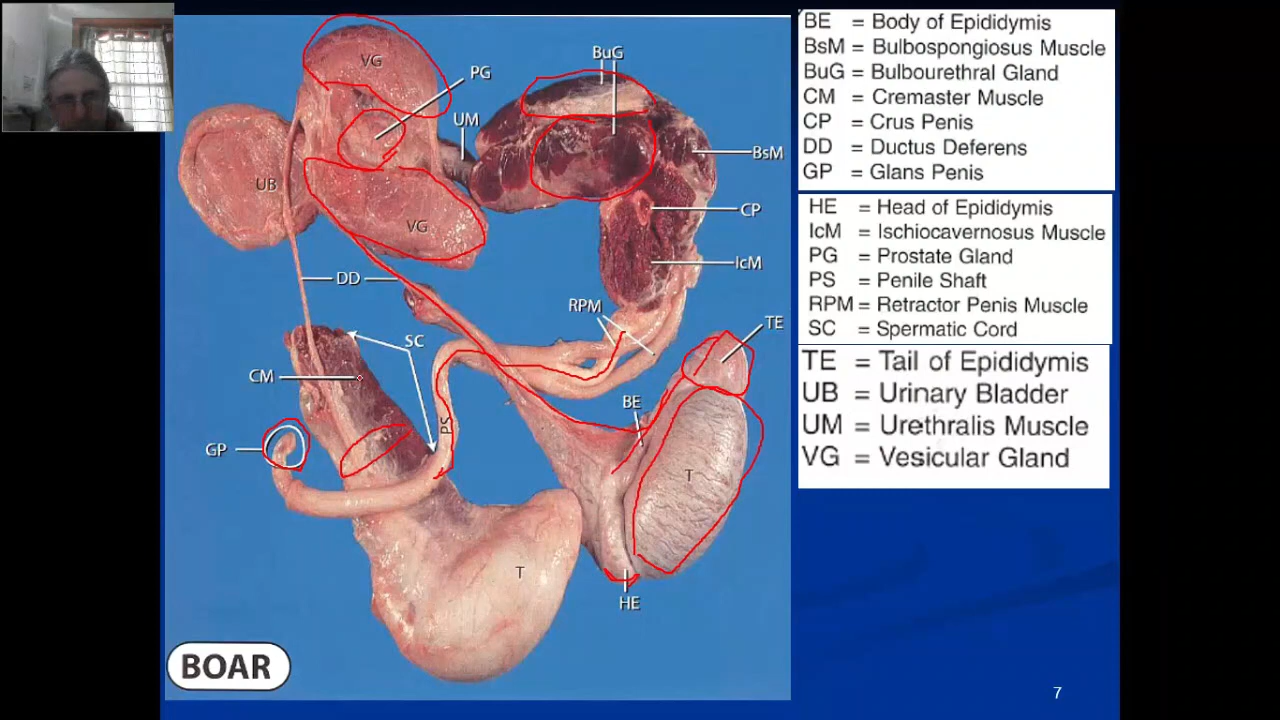 VG
PG
BuG
UM
BsM
UB
CP
VG
IcM
DD
RPM
TE
SC
CM
BE
PS
GP
T
T
HE
BOAR
BE = Body of Epididymis
BsM = Bulbospongiosus Muscle
BuG = Bulbourethral Gland
CM = Cremaster Muscle
CP = Crus Penis
DD = Ductus Deferens
GP = Glans Penis
HE = Head of Epididymis
IcM = Ischiocavernosus Muscle
PG = Prostate Gland
PS = Penile Shaft
RPM = Retractor Penis Muscle
SC = Spermatic Cord
TE = Tail of Epididymis
UB = Urinary Bladder
UM = Urethralis Muscle
VG = Vesicular Gland
7